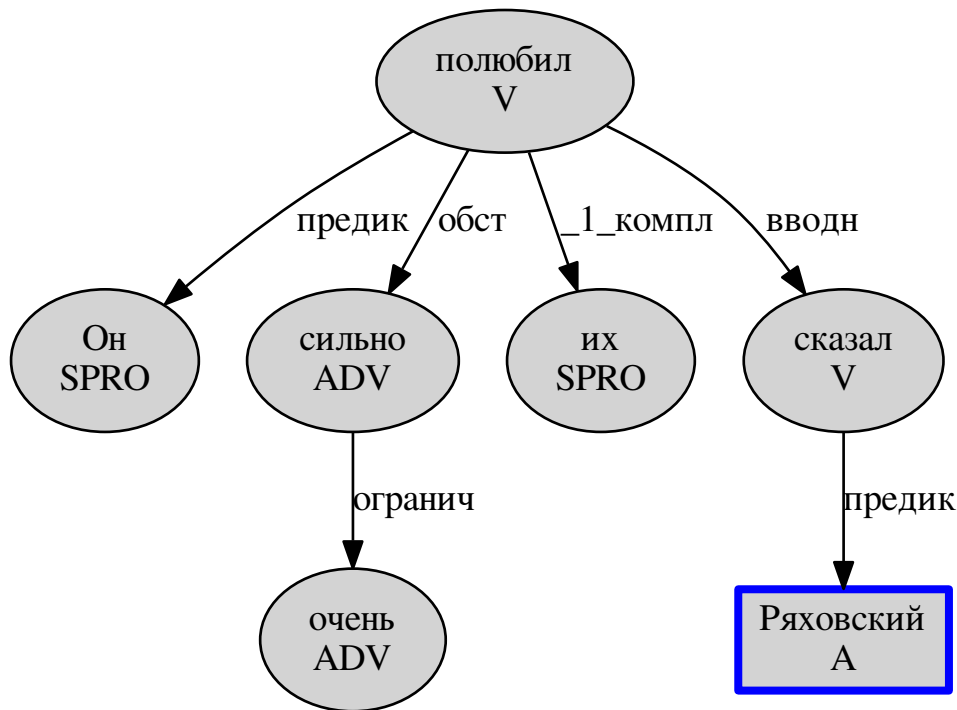 полюбил
V
предик
обст
_1_компл
вводн
Он
SPRO
сильно
ADV
их
SPRO
сказал
V
огранич
предик
очень
ADV
Ряховский
A